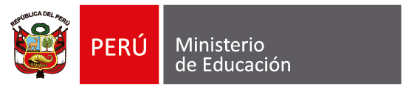 REPÚBLICA DEL PERÚ
PERÚ
Ministerio
de Educación